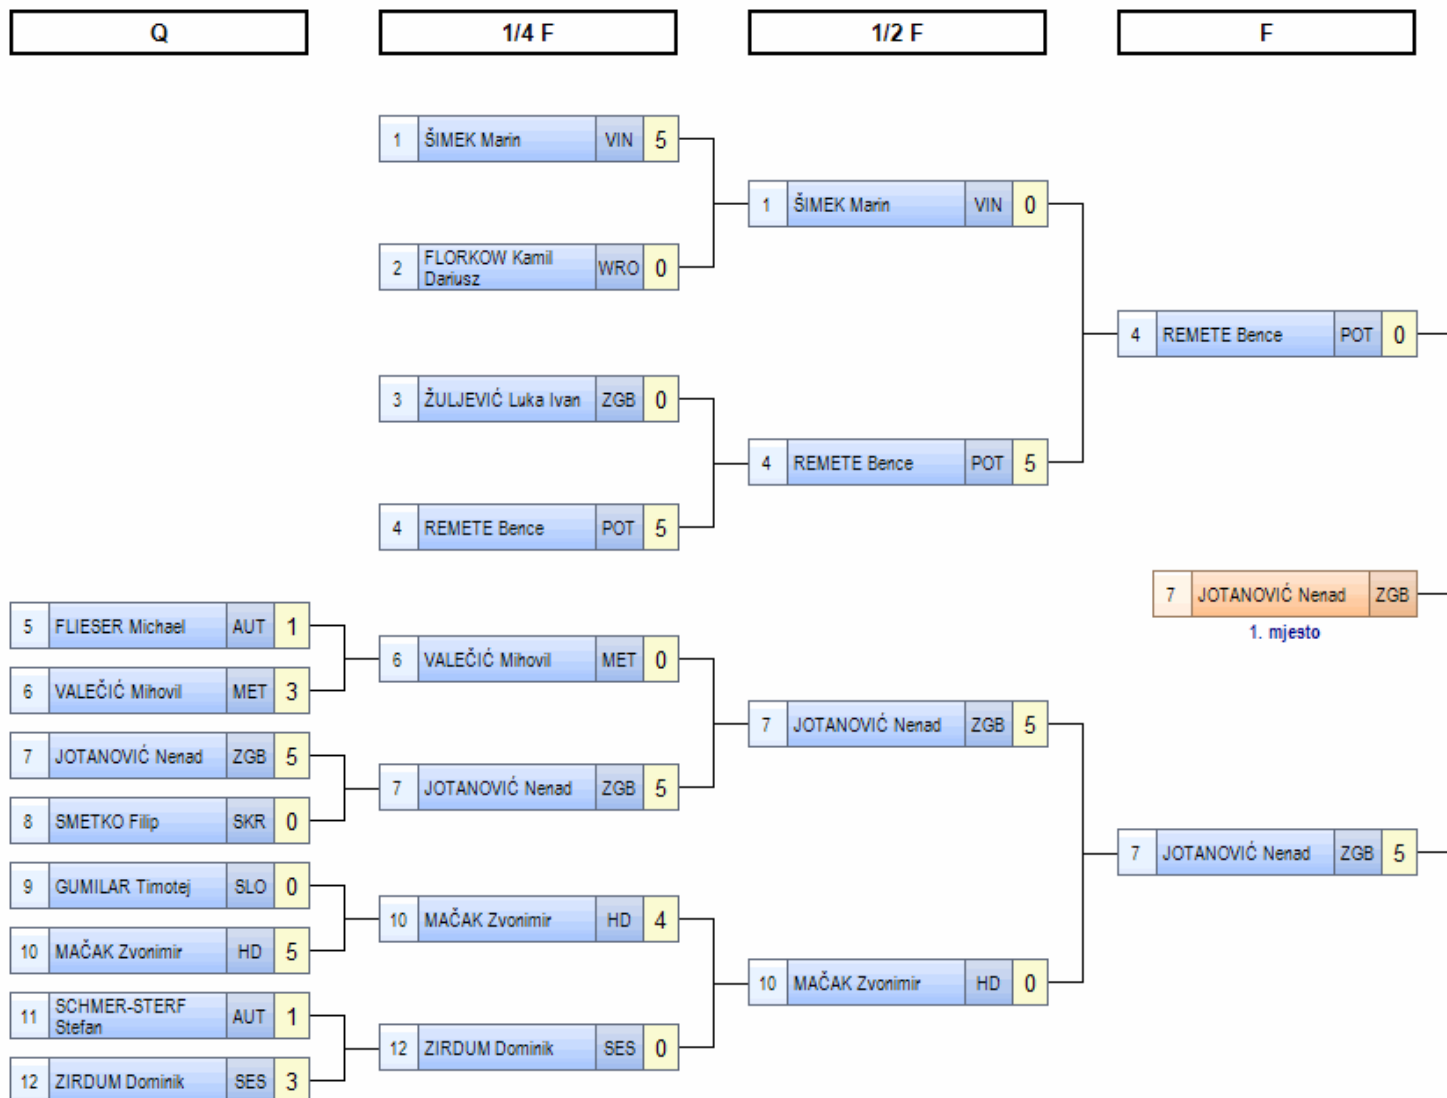 Q 1/4 F 1/2 F F
1 ŠIMEK Marin VIN 5
1 ŠIMEK Marin VIN 0
2 FLORKOW Kamil
Dariusz WRO 0
4 REMETE Bence POT 0
3 ŽULJEVIĆ Luka Ivan ZGB 0
4 REMETE Bence POT 5
4 REMETE Bence POT 5
7 JOTANOVIĆ Nenad ZGB
1. mjesto
5 FLIESER Michael AUT 1
6 VALEČIĆ Mihovil MET 0
6 VALEČIĆ Mihovil MET 3
7 JOTANOVIĆ Nenad ZGB 5
7 JOTANOVIĆ Nenad ZGB 5
7 JOTANOVIĆ Nenad ZGB 5
8 SMETKO Filip SKR 0
7 JOTANOVIĆ Nenad ZGB 5
9 GUMILAR Timotej SLO 0
10 MAČAK Zvonimir HD 4
10 MAČAK Zvonimir HD 5
10 MAČAK Zvonimir HD 0
11 SCHMER-STERF
Stefan AUT 1
12 ZIRDUM Dominik SES 0
12 ZIRDUM Dominik SES 3